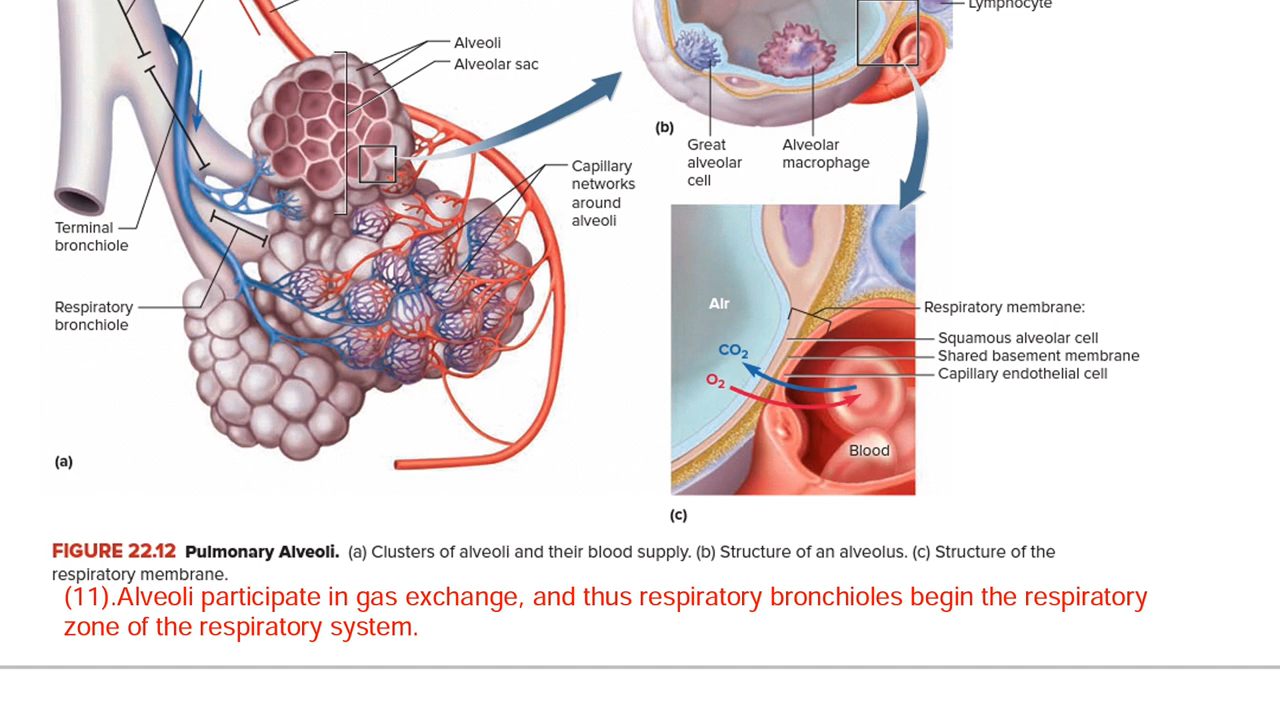 Lymphocyte
Alveoli
Alveolar sac
(b)
Great
alveolar
cell
Alveolar
macrophage
Capillary
networks
around
alveoli
Terminal
bronchiole
Respiratory
bronchiole
Air
CO2
O2
Blood
Respiratory membrane:
Squamous alveolar cell
Shared basement membrane
Capillary endothelial cell
(a)
(c)
FIGURE 22.12 Pulmonary Alveoli. (a) Clusters of alveoli and their blood supply. (b) Structure of an alveolus. (c) Structure of the
respiratory membrane.
(11).Alveoli participate in gas exchange, and thus respiratory bronchioles begin the respiratory
zone of the respiratory system.